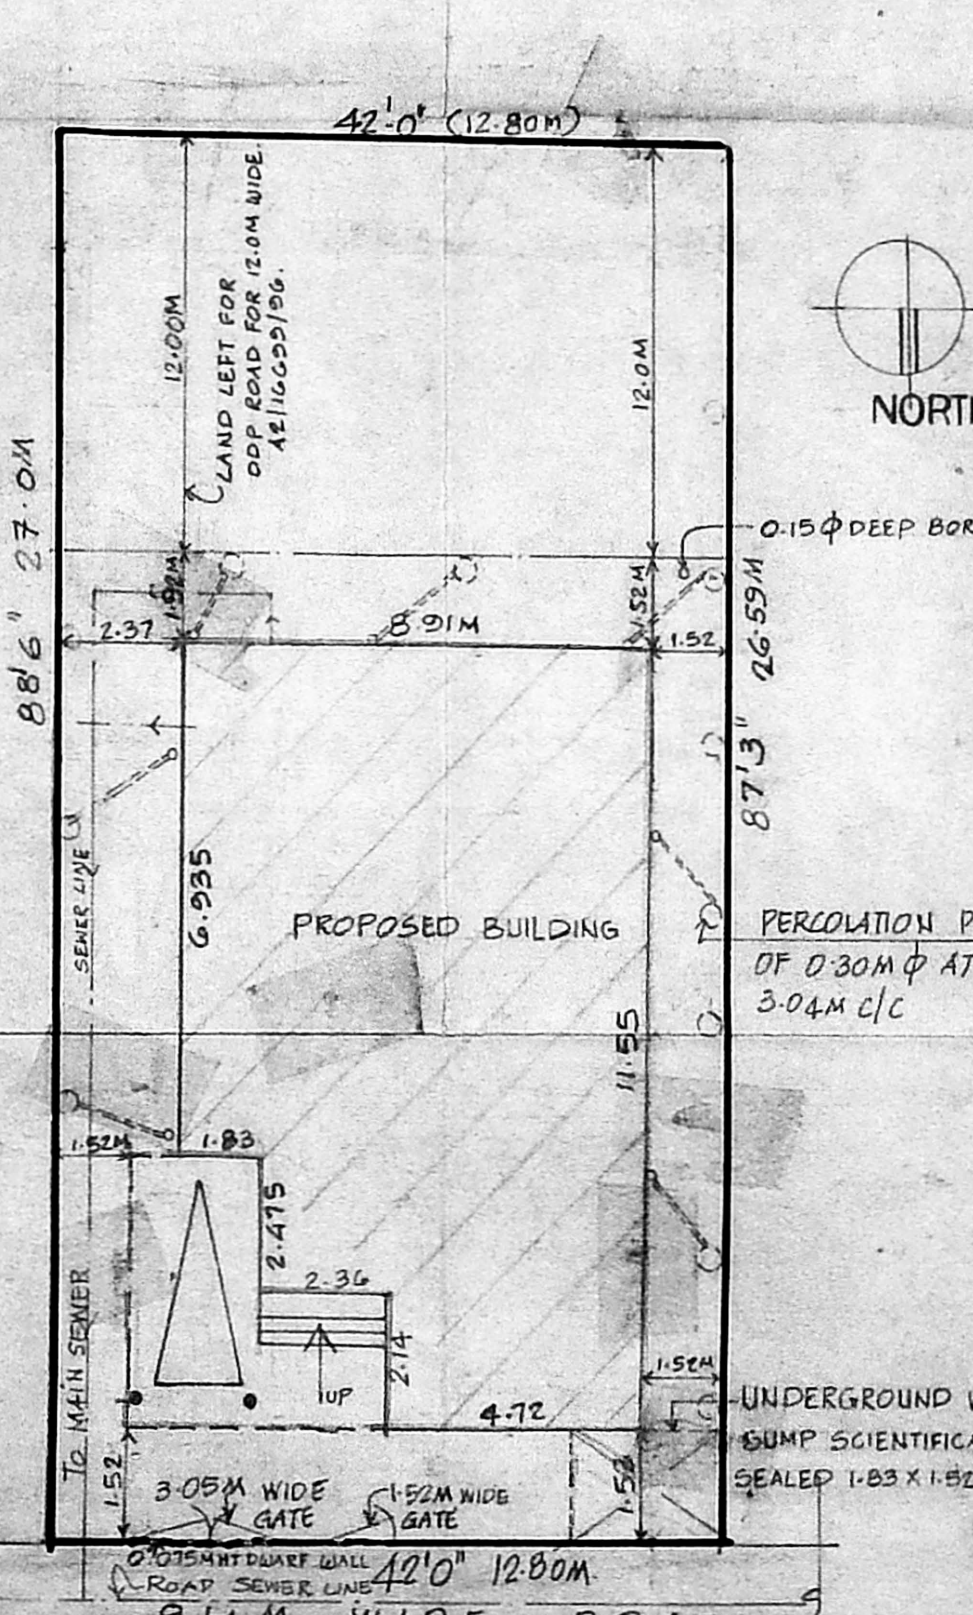 42'-0" (12.80M)
12.00M
LAND LEFT FOR
DDP ROAD FOR 12.0M WIDE.
A2/16699/96.
12.0M
88'6" 27.0M
0.15 φ DEEP BOR
1.92M
1.52M
2.37
8.91M
1.52
87'3" 26.59M
SEWER LINE
6.935
PROPOSED BUILDING
PERCOLATION P
OF 0.30M φ AT
3.04M C/C
11.55
1.52M
1.83
2.475
2.36
2.14
UP
TO MAIN SEWER
4.72
1.52M
UNDERGROUND
SUMP SCIENTIFICA
SEALED 1.83 X 1.52
1.52
3.05M WIDE
GATE
1.52M WIDE
GATE
1.52
0.075M HT DWARF WALL
42'0" 12.80M.
ROAD SEWER LINE
NORTH